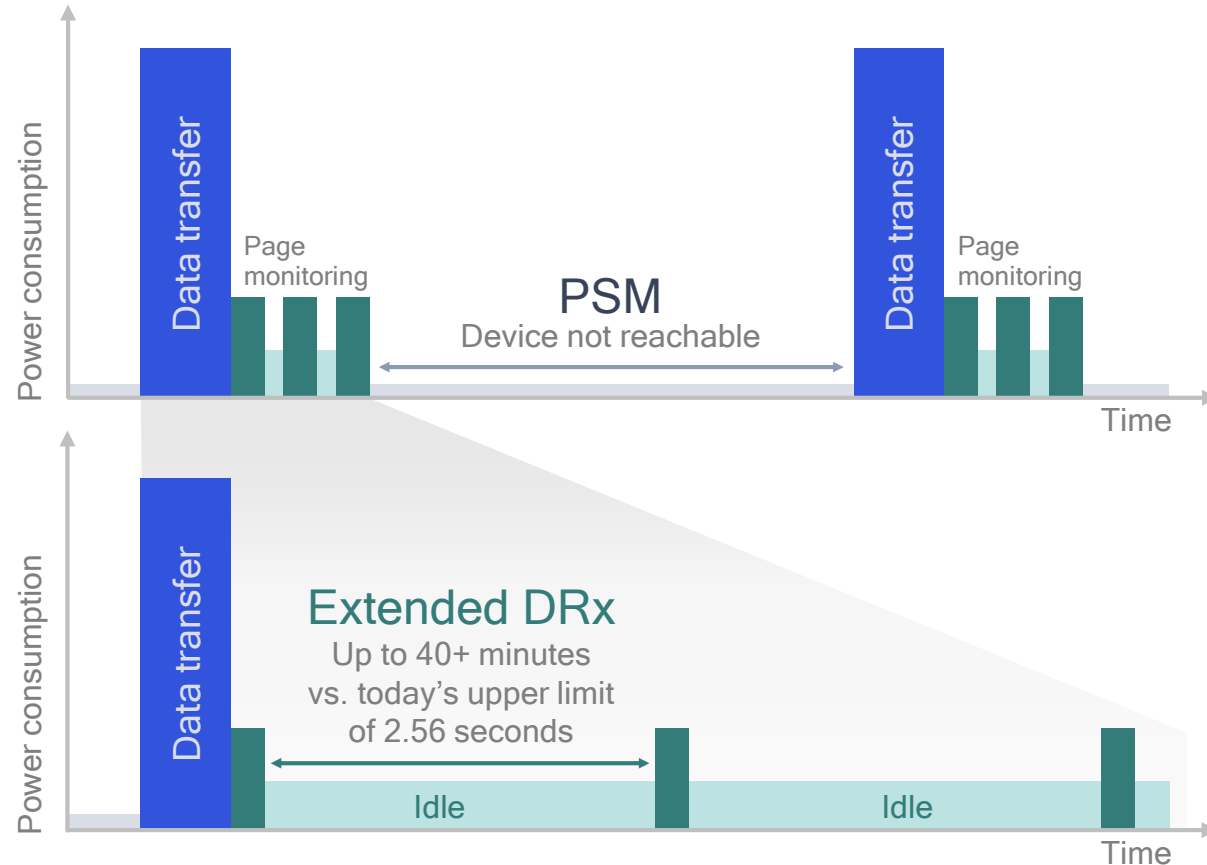 Power consumption
Data transfer
Page
monitoring
PSM
Device not reachable
Data transfer
Page
monitoring
Time
Power consumption
Data transfer
Extended DRx
Up to 40+ minutes
vs. today's upper limit
of 2.56 seconds
Idle
Idle
Time